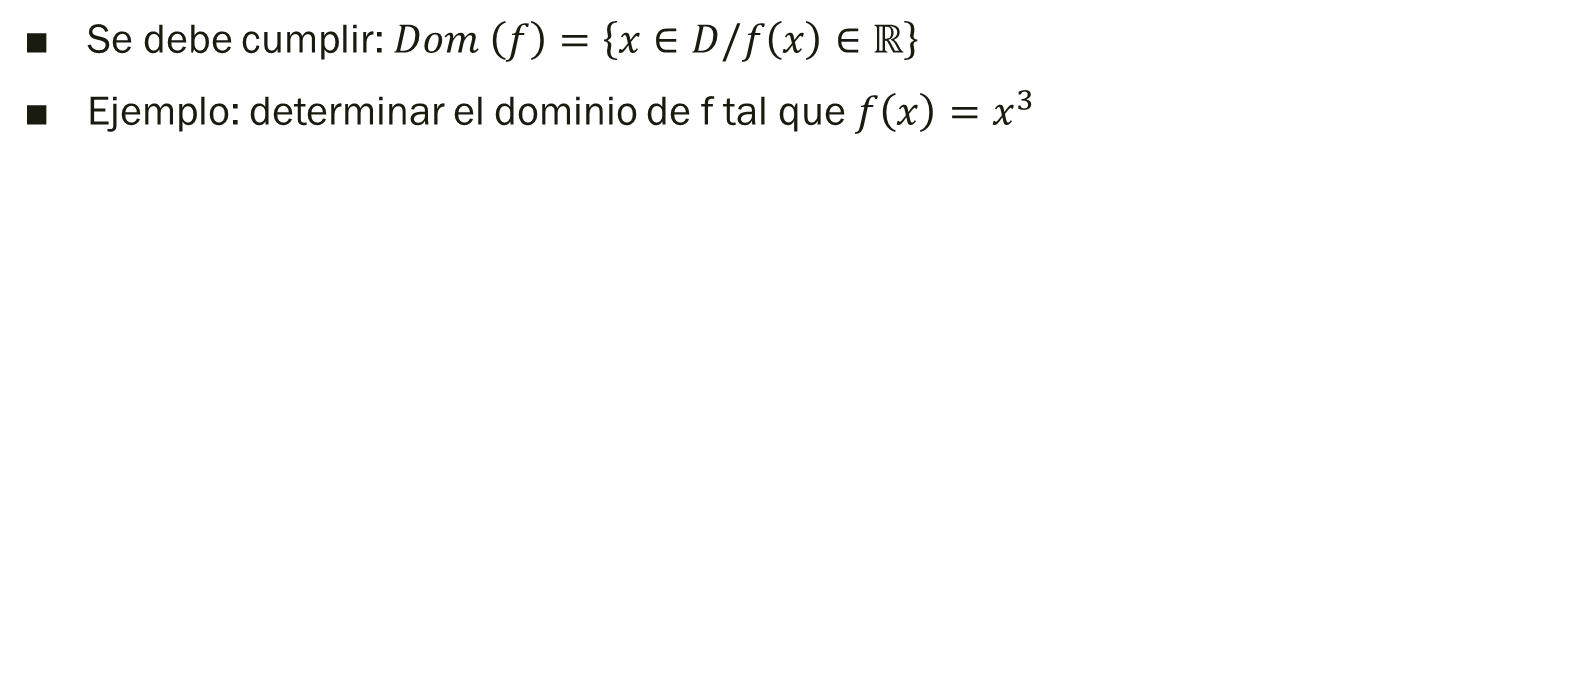 ▪ Se debe cumplir: Dom (f) = {x ∈ D/f(x) ∈ ℝ}
▪ Ejemplo: determinar el dominio de f tal que f(x) = x³